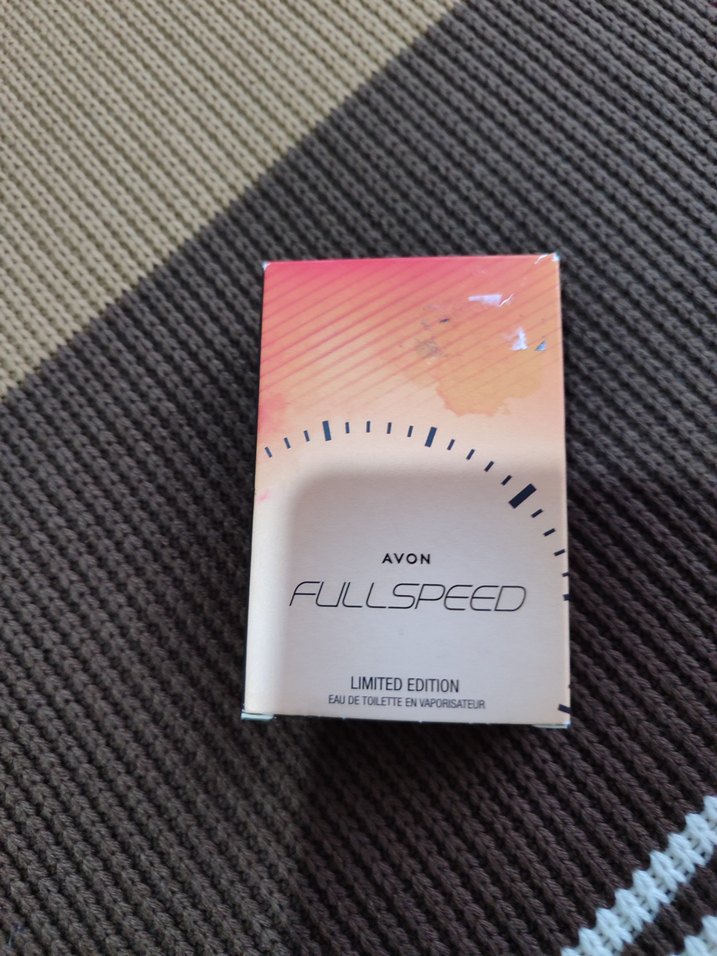 AVON
FULLSPEED
LIMITED EDITION
EAU DE TOILETTE EN VAPORISATEUR